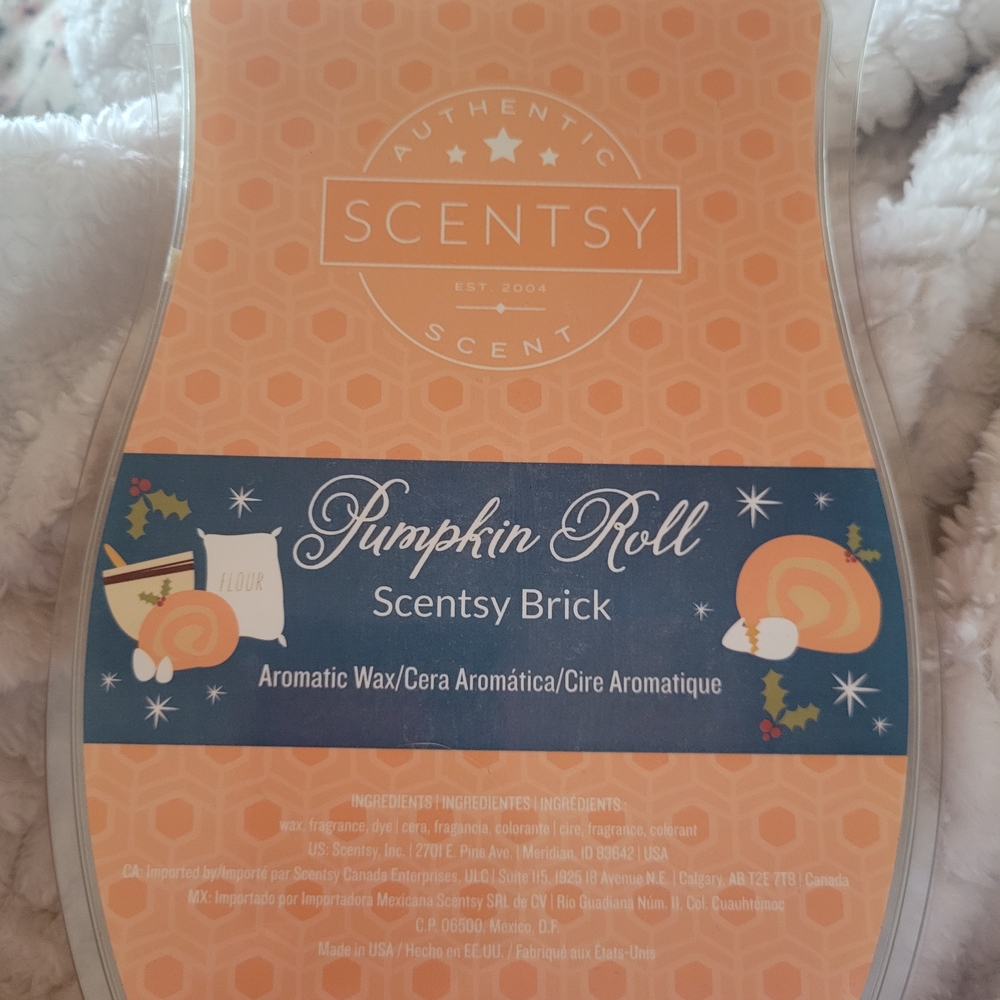 AUTHENTIC
SCENTSY
EST. 2004
SCENT
Pumpkin Roll
FLOUR
Scentsy Brick
Aromatic Wax/Cera Aromática/Cire Aromatique
INGREDIENTS | INGREDIENTES | INGRÉDIENTS:
wax, fragrance, dye | cera, fragancia, colorante | cire, fragrance, colorant
US: Scentsy, Inc. | 2701 E. Pine Ave. | Meridian, ID 83642 | USA
CA: Imported by/Importé par Scentsy Canada Enterprises, ULC | Suite 115, 1925 18 Avenue N.E. | Calgary, AB T2E 7T8 | Canada
MX: Importado por Importadora Mexicana Scentsy SRL de CV | Río Guadiana Núm. 11, Col. Cuauhtémoc
C.P. 06500, México, D.F.
Made in USA / Hecho en EE.UU. / Fabriqué aux États-Unis